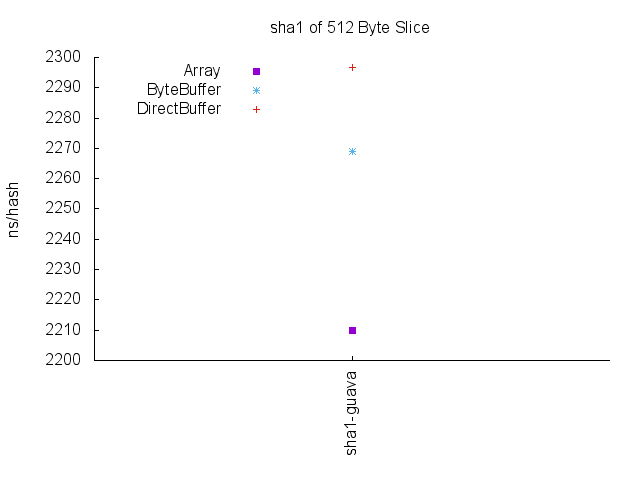 sha1 of 512 Byte Slice
2300
2290
2280
2270
2260
2250
2240
2230
2220
2210
2200
ns/hash
Array
ByteBuffer
DirectBuffer
sha1-guava